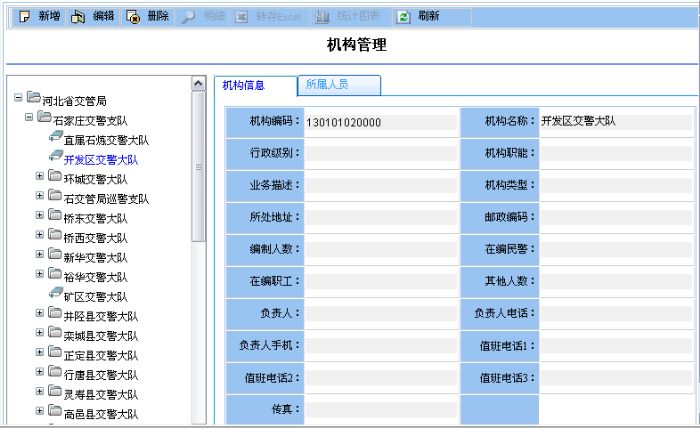 新增 编辑 删除 明细 转存Excel 统计图表 刷新
机构管理
河北省交管局
石家庄交警支队
直属石炼交警大队
开发区交警大队
环城交警大队
石交管局巡警支队
桥东交警大队
桥西交警大队
新华交警大队
裕华交警大队
矿区交警大队
井陉县交警大队
栾城县交警大队
正定县交警大队
行唐县交警大队
灵寿县交警大队
高邑县交警大队
机构信息 所属人员
机构编码：130101020000 机构名称：开发区交警大队
行政级别： 机构职能：
业务描述： 机构类型：
所处地址： 邮政编码：
编制人数： 在编民警：
在编职工： 其他人数：
负责人： 负责人电话：
负责人手机： 值班电话1：
值班电话2： 值班电话3：
传真：